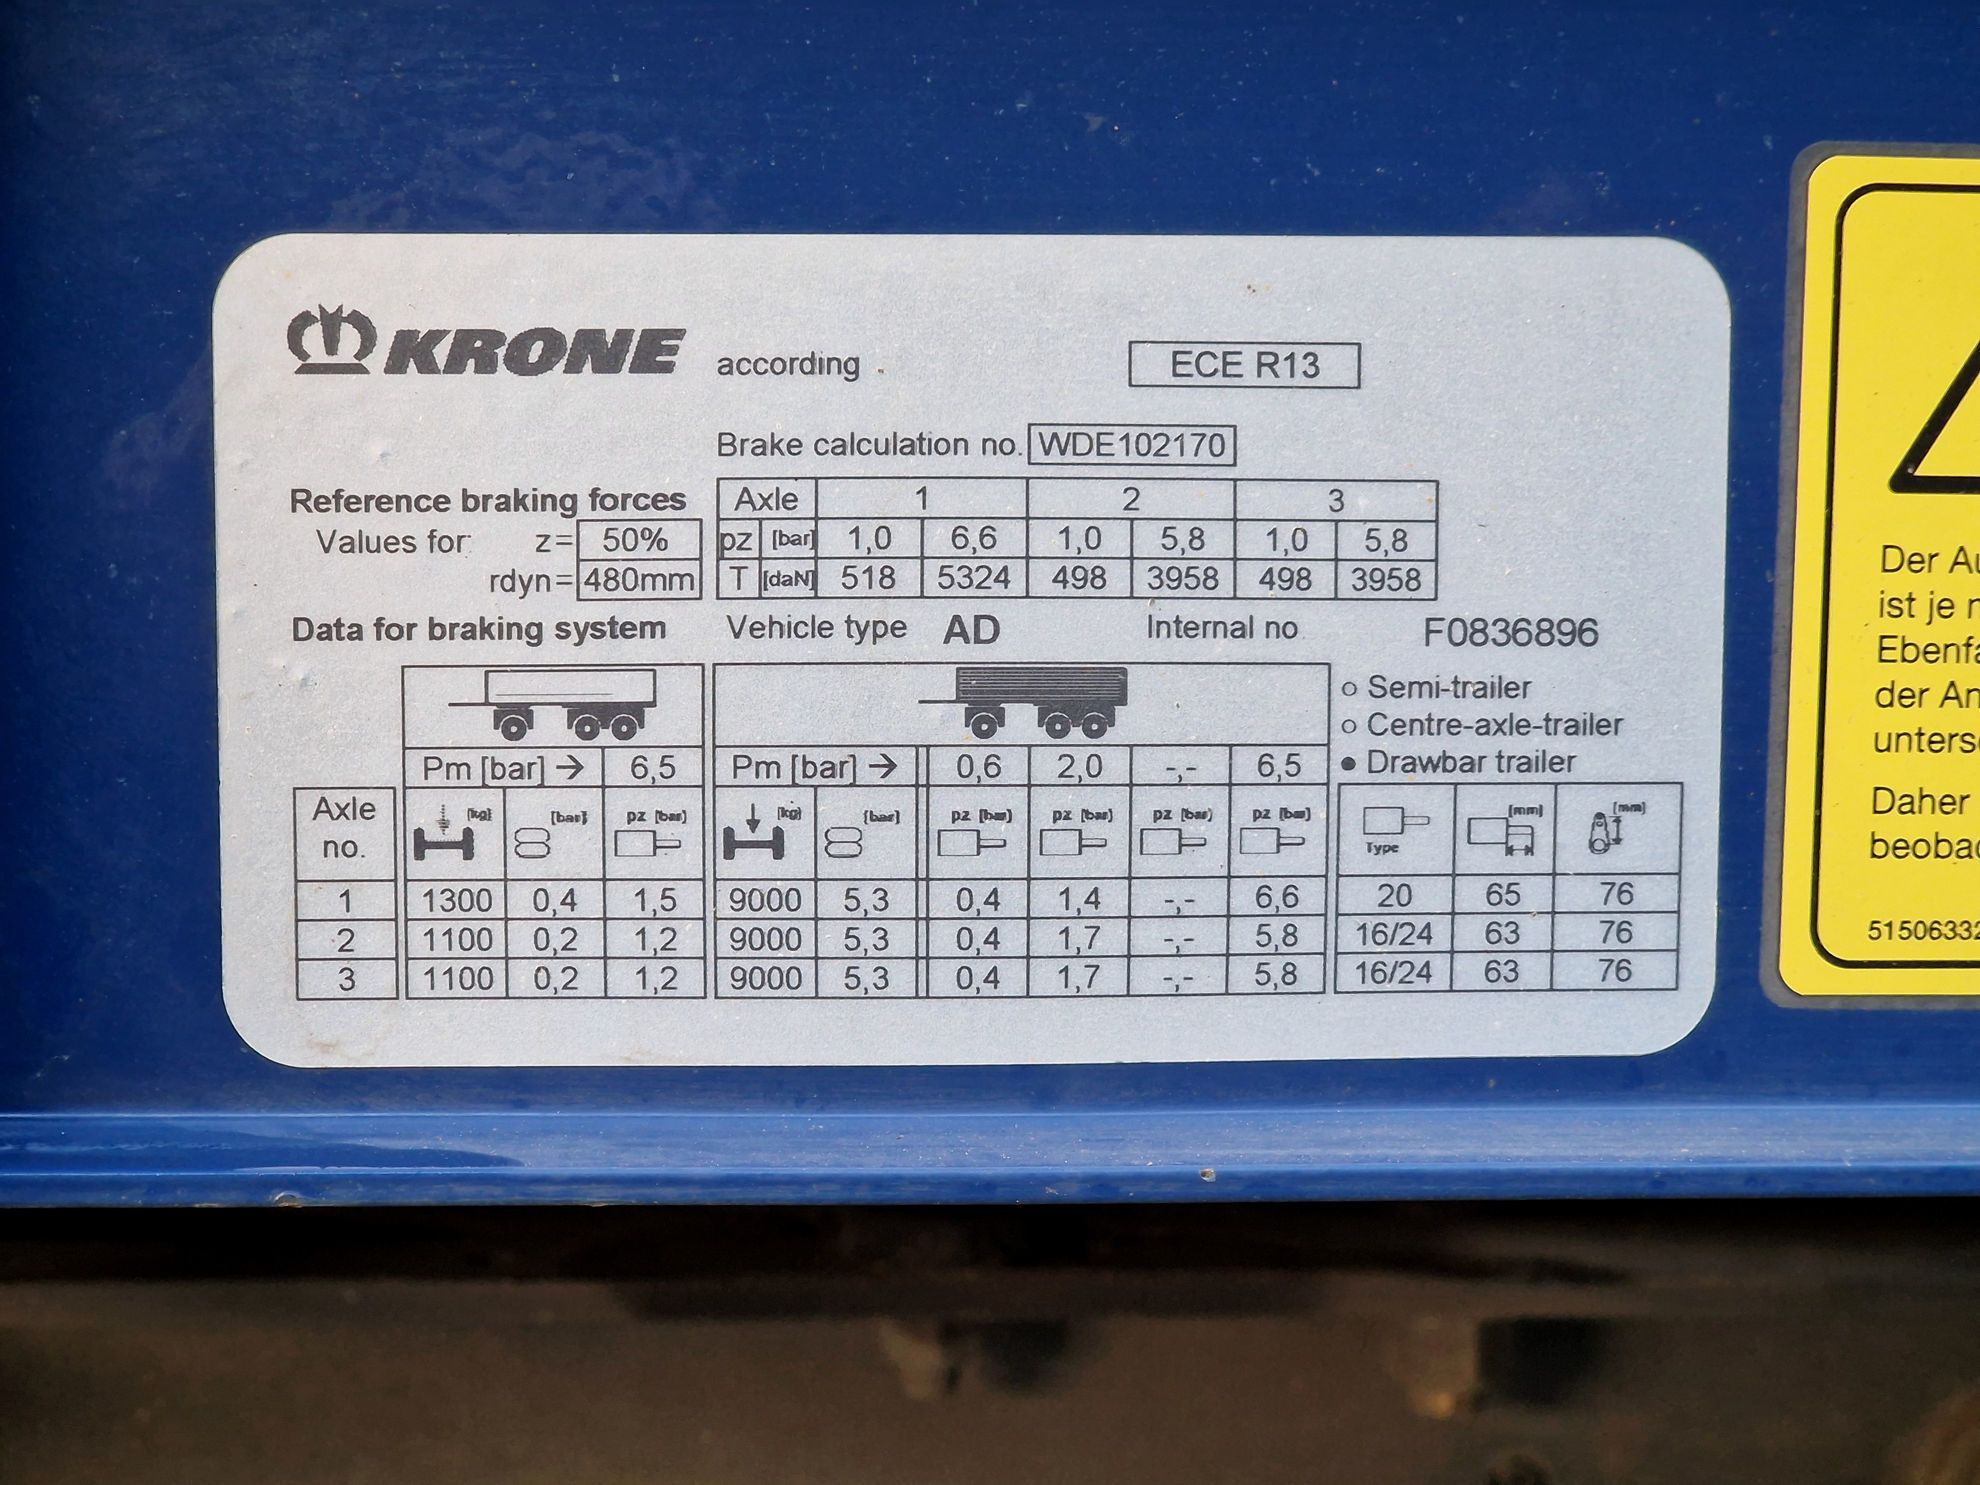 KRONE according ECE R13
Brake calculation no. WDE102170
Reference braking forces Axle 1 2 3
Values for: z= 50% pz [bar] 1,0 6,6 1,0 5,8 1,0 5,8
rdyn= 480mm T [daN] 518 5324 498 3958 498 3958
Data for braking system Vehicle type AD Internal no F0836896
Semi-trailer
Centre-axle-trailer
Pm [bar] → 6,5 Pm [bar] → 0,6 2,0 -,- 6,5 Drawbar trailer
Axle no. [kg] [bar] pz [bar] [kg] [bar] pz [bar] pz [bar] pz [bar] pz [bar] Type [mm] [mm]
1 1300 0,4 1,5 9000 5,3 0,4 1,4 -,- 6,6 20 65 76
2 1100 0,2 1,2 9000 5,3 0,4 1,7 -,- 5,8 16/24 63 76
3 1100 0,2 1,2 9000 5,3 0,4 1,7 -,- 5,8 16/24 63 76
Der
ist je
der
Daher